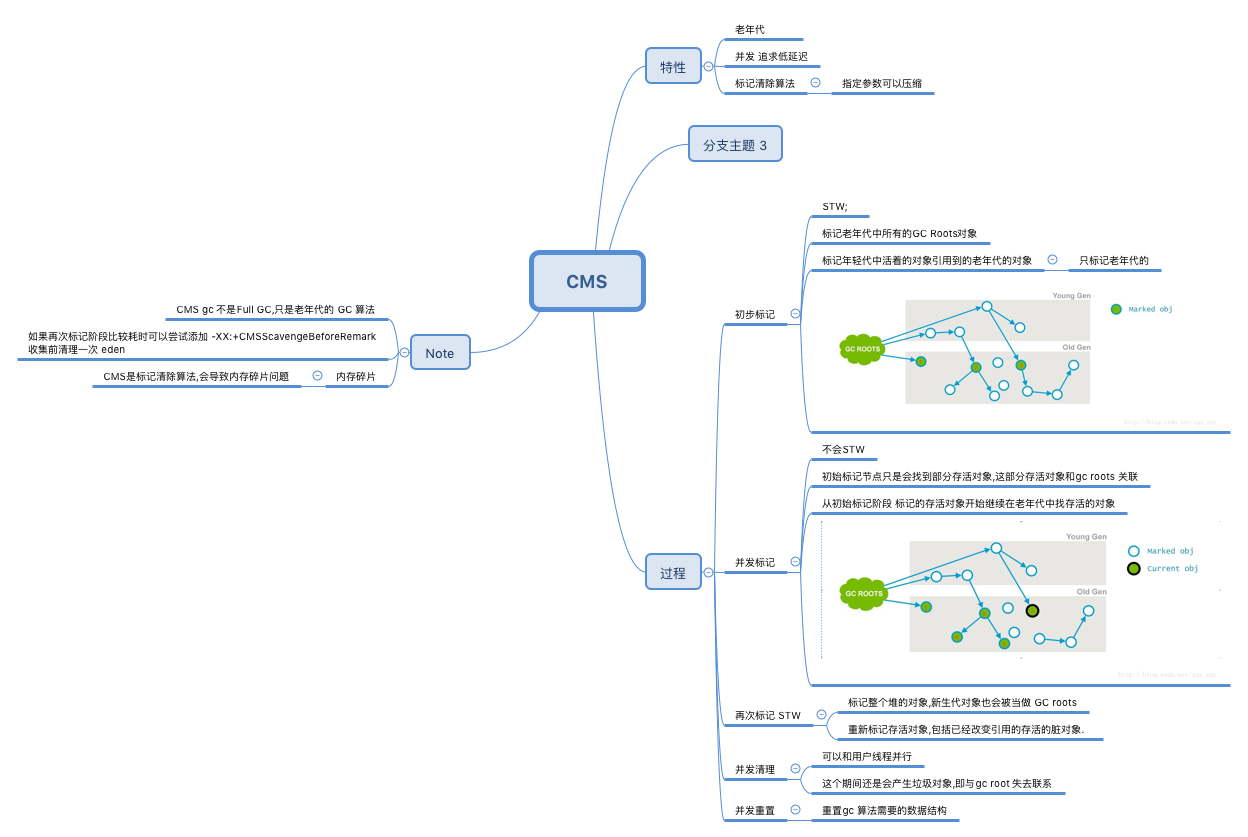 CMS
特性
老年代
并发 追求低延迟
标记清除算法
指定参数可以压缩
分支主题 3
过程
初步标记
STW;
标记老年代中所有的GC Roots对象
标记年轻代中活着的对象引用到的老年代的对象
只标记老年代的
Young Gen
Marked obj
GC ROOTS
Old Gen
并发标记
不会STW
初始标记节点只是会找到部分存活对象,这部分存活对象和gc roots 关联
从初始标记阶段 标记的存活对象开始继续在老年代中找存活的对象
Young Gen
Marked obj
Current obj
GC ROOTS
Old Gen
再次标记 STW
标记整个堆的对象,新生代对象也会被当做 GC roots
重新标记存活对象,包括已经改变引用的存活的脏对象.
并发清理
可以和用户线程并行
这个期间还是会产生垃圾对象,即与gc root 失去联系
并发重置
重置gc 算法需要的数据结构
Note
CMS gc 不是Full GC,只是老年代的 GC 算法
如果再次标记阶段比较耗时可以尝试添加 -XX:+CMSScavengeBeforeRemark
收集前清理一次 eden
CMS是标记清除算法,会导致内存碎片问题
内存碎片